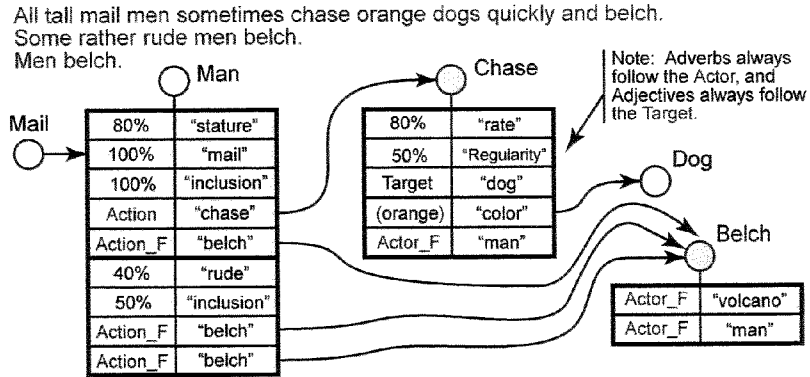 All tall mail men sometimes chase orange dogs quickly and belch.
Some rather rude men belch.
Men belch.
Man
Chase
Note: Adverbs always
follow the Actor, and
Adjectives always follow
the Target.
Mail
80% "stature"
100% "mail"
100% "inclusion"
Action "chase"
Action_F "belch"
40% "rude"
50% "inclusion"
Action_F "belch"
Action_F "belch"
80% "rate"
50% "Regularity"
Target "dog"
(orange) "color"
Actor_F "man"
Dog
Belch
Actor_F "volcano"
Actor_F "man"